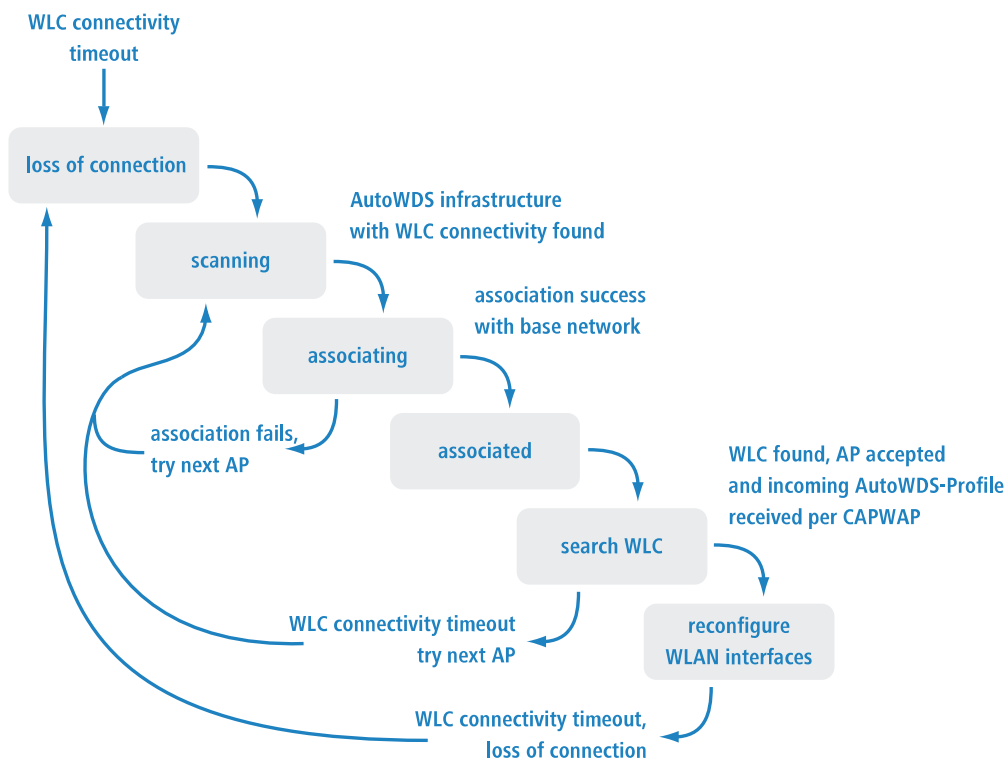 WLC connectivity
timeout
loss of connection
AutoWDS infrastructure
with WLC connectivity found
scanning
association success
with base network
associating
association fails,
try next AP
associated
WLC found, AP accepted
and incoming AutoWDS-Profile
received per CAPWAP
search WLC
WLC connectivity timeout
try next AP
reconfigure
WLAN interfaces
WLC connectivity timeout,
loss of connection